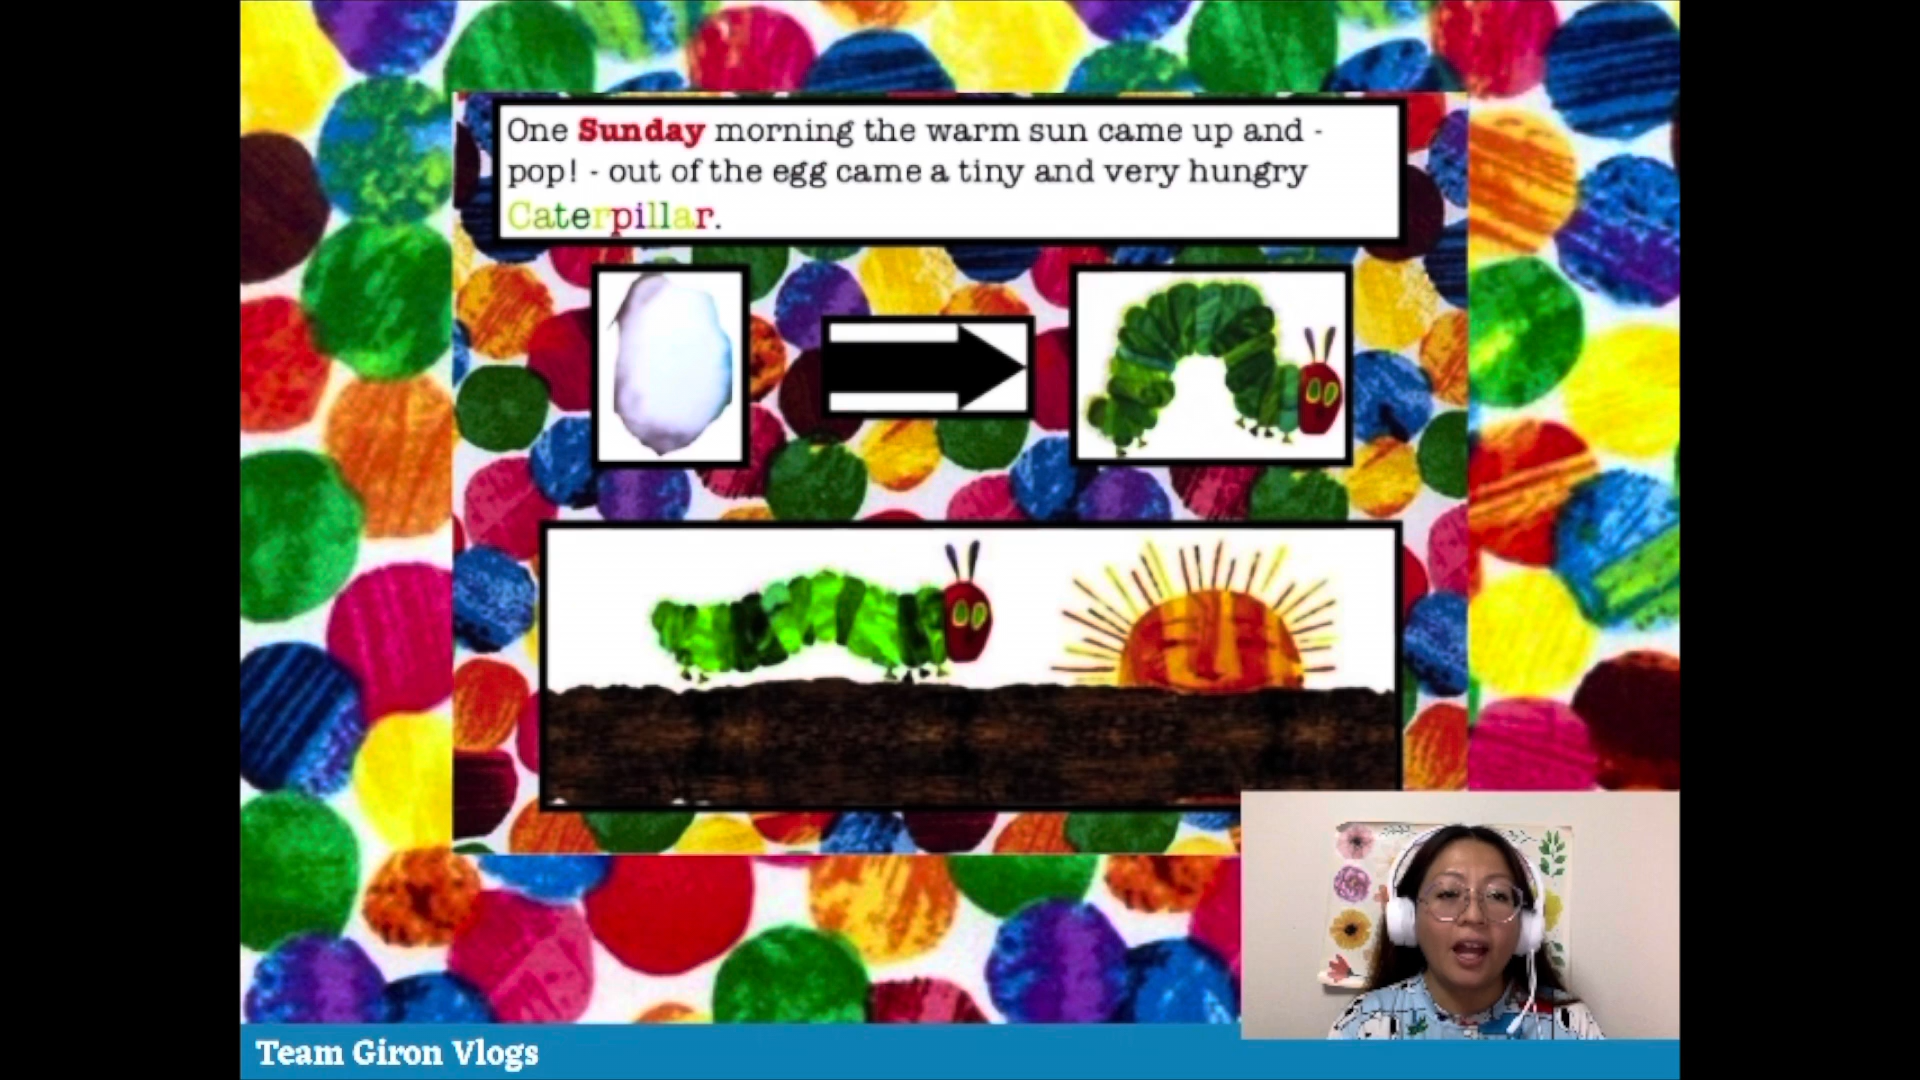 One Sunday morning the warm sun came up and -
pop! - out of the egg came a tiny and very hungry
Caterpillar.
Team Giron Vlogs